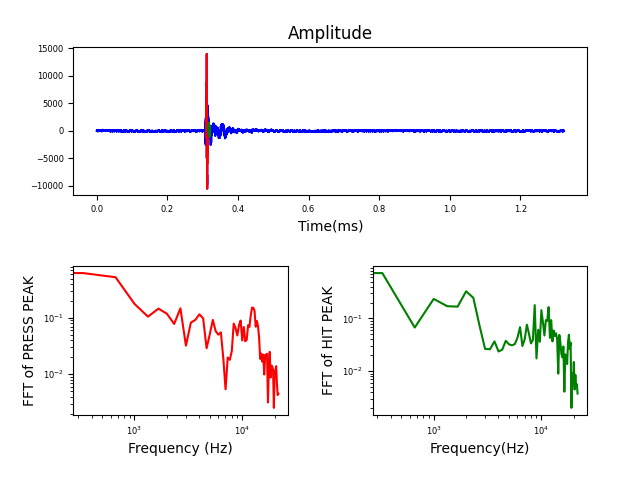 Amplitude
15000
10000
5000
0
−5000
−10000
0.0 0.2 0.4 0.6 0.8 1.0 1.2
Time(ms)
FFT of PRESS PEAK
10⁻¹
10⁻²
10³ 10⁴
Frequency (Hz)
FFT of HIT PEAK
10⁻¹
10⁻²
10³ 10⁴
Frequency(Hz)